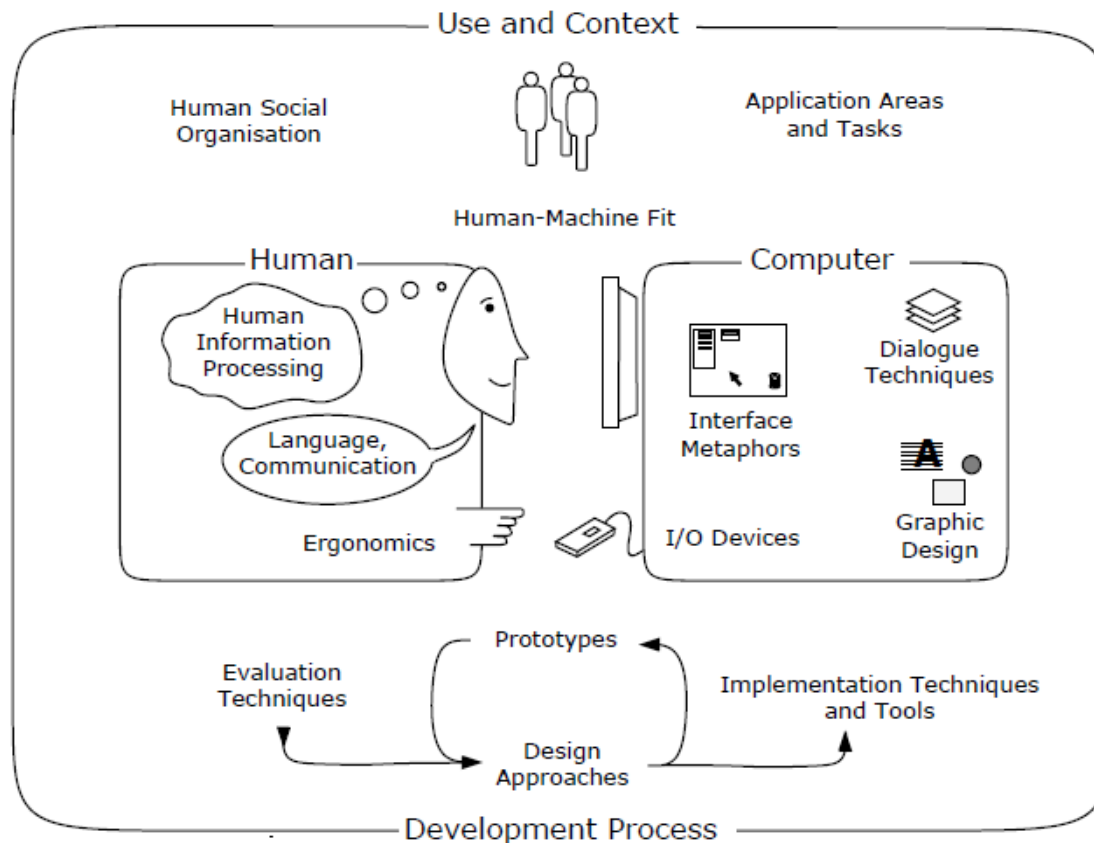 Use and Context
Human Social
Organisation
Application Areas
and Tasks
Human-Machine Fit
Human
Computer
Human
Information
Processing
Language,
Communication
Ergonomics
Interface
Metaphors
Dialogue
Techniques
A
Graphic
Design
I/O Devices
Prototypes
Evaluation
Techniques
Implementation Techniques
and Tools
Design
Approaches
Development Process